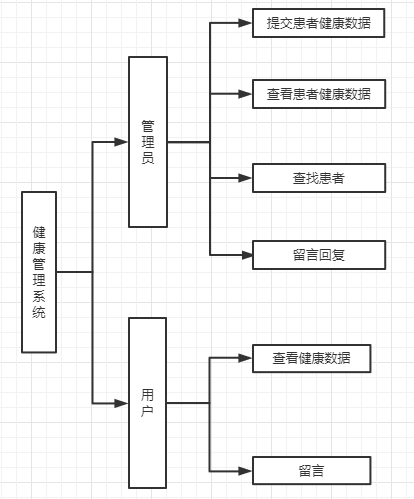 健康管理系统
管理员
提交患者健康数据
查看患者健康数据
查找患者
留言回复
用户
查看健康数据
留言